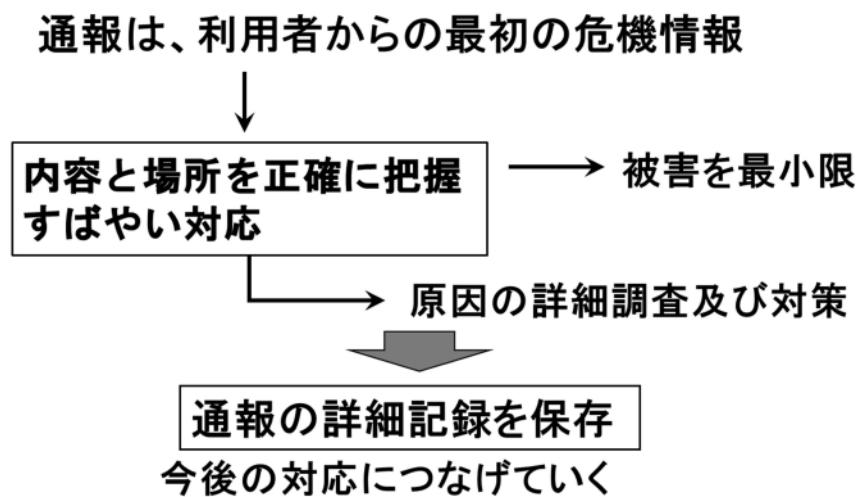 通報は、利用者からの最初の危機情報
内容と場所を正確に把握
すばやい対応
被害を最小限
原因の詳細調査及び対策
通報の詳細記録を保存
今後の対応につなげていく